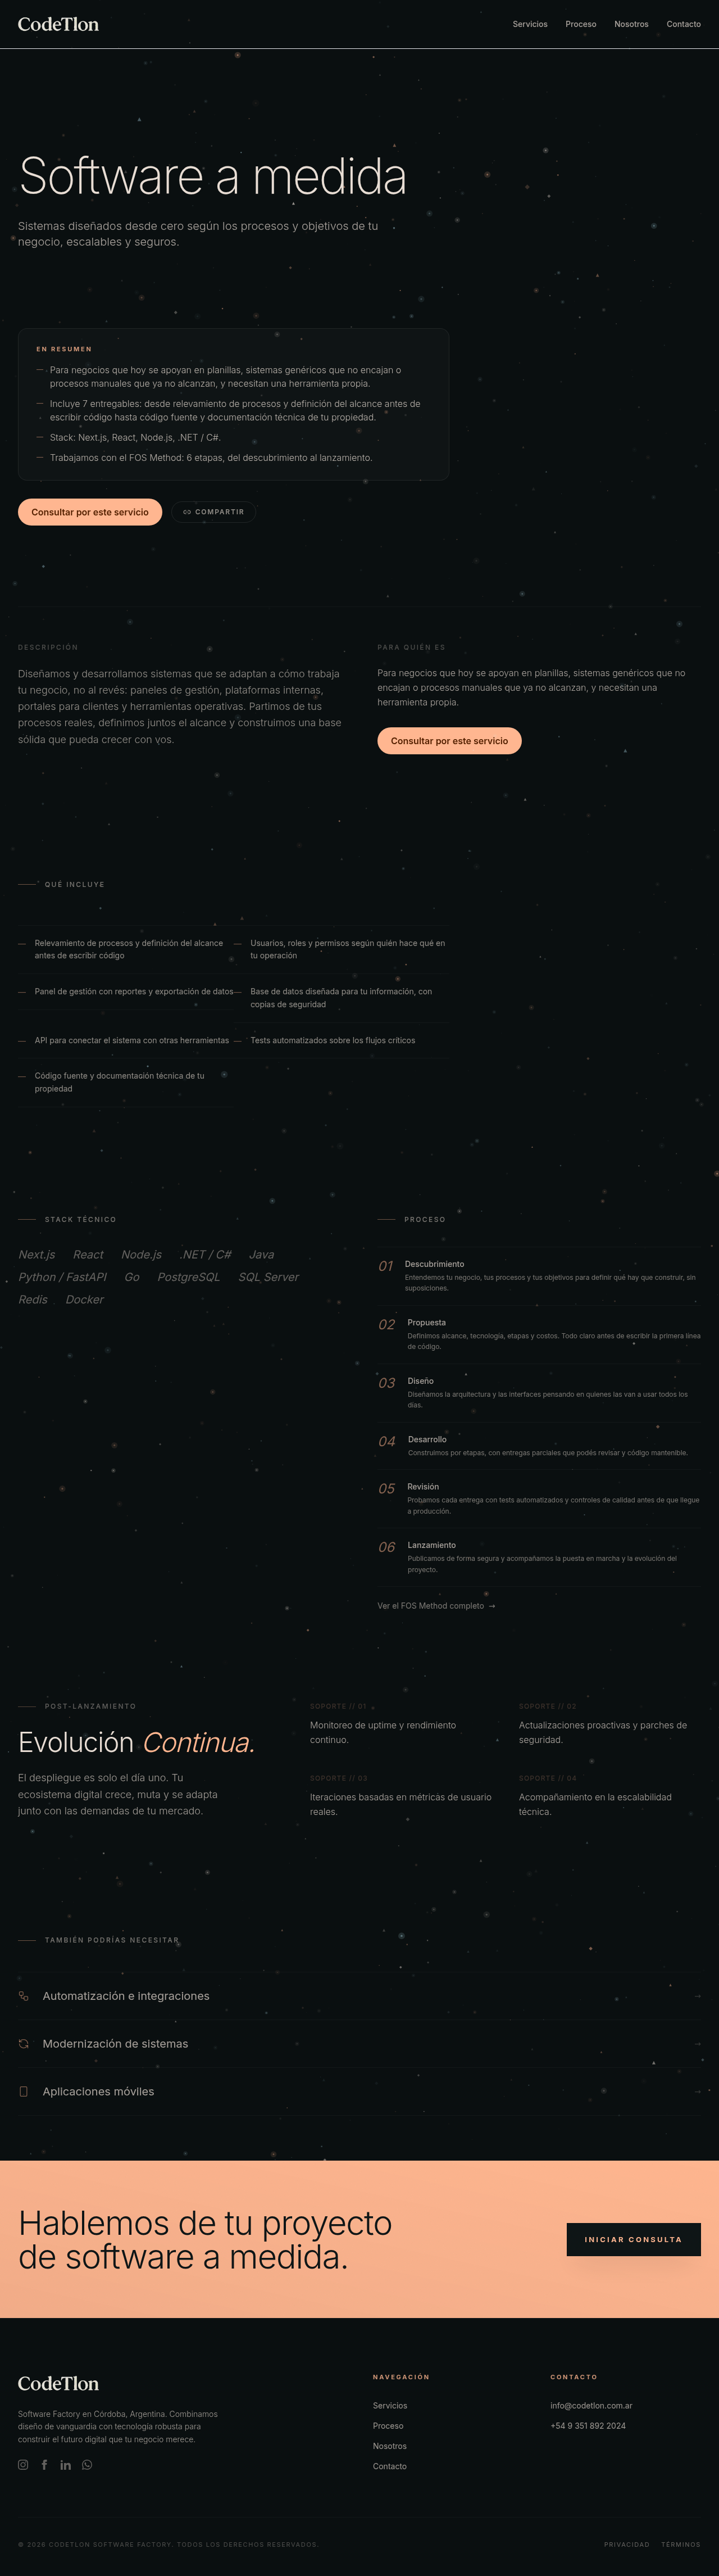 CodeTlon
Servicios Proceso Nosotros Contacto
Software a medida
Sistemas diseñados desde cero según los procesos y objetivos de tu
negocio, escalables y seguros.
EN RESUMEN
— Para negocios que hoy se apoyan en planillas, sistemas genéricos que no encajan o
procesos manuales que ya no alcanzan, y necesitan una herramienta propia.
— Incluye 7 entregables: desde relevamiento de procesos y definición del alcance antes de
escribir código hasta código fuente y documentación técnica de tu propiedad.
— Stack: Next.js, React, Node.js, .NET / C#.
— Trabajamos con el FOS Method: 6 etapas, del descubrimiento al lanzamiento.
Consultar por este servicio
COMPARTIR
DESCRIPCIÓN
Diseñamos y desarrollamos sistemas que se adaptan a cómo trabaja
tu negocio, no al revés: paneles de gestión, plataformas internas,
portales para clientes y herramientas operativas. Partimos de tus
procesos reales, definimos juntos el alcance y construimos una base
sólida que pueda crecer con vos.
PARA QUIÉN ES
Para negocios que hoy se apoyan en planillas, sistemas genéricos que no
encajan o procesos manuales que ya no alcanzan, y necesitan una
herramienta propia.
Consultar por este servicio
QUÉ INCLUYE
— Relevamiento de procesos y definición del alcance
antes de escribir código
— Usuarios, roles y permisos según quién hace qué en
tu operación
— Panel de gestión con reportes y exportación de datos
— Base de datos diseñada para tu información, con
copias de seguridad
— API para conectar el sistema con otras herramientas
— Tests automatizados sobre los flujos críticos
— Código fuente y documentación técnica de tu
propiedad
STACK TÉCNICO
Next.js React Node.js .NET / C# Java
Python / FastAPI Go PostgreSQL SQL Server
Redis Docker
PROCESO
01 Descubrimiento
Entendemos tu negocio, tus procesos y tus objetivos para definir qué hay que construir, sin
suposiciones.
02 Propuesta
Definimos alcance, tecnología, etapas y costos. Todo claro antes de escribir la primera línea
de código.
03 Diseño
Diseñamos la arquitectura y las interfaces pensando en quienes las van a usar todos los
días.
04 Desarrollo
Construimos por etapas, con entregas parciales que podés revisar y código mantenible.
05 Revisión
Probamos cada entrega con tests automatizados y controles de calidad antes de que llegue
a producción.
06 Lanzamiento
Publicamos de forma segura y acompañamos la puesta en marcha y la evolución del
proyecto.
Ver el FOS Method completo →
POST-LANZAMIENTO
Evolución Continua.
El despliegue es solo el día uno. Tu
ecosistema digital crece, muta y se adapta
junto con las demandas de tu mercado.
SOPORTE // 01
Monitoreo de uptime y rendimiento
continuo.
SOPORTE // 02
Actualizaciones proactivas y parches de
seguridad.
SOPORTE // 03
Iteraciones basadas en métricas de usuario
reales.
SOPORTE // 04
Acompañamiento en la escalabilidad
técnica.
TAMBIÉN PODRÍAS NECESITAR
Automatización e integraciones →
Modernización de sistemas →
Aplicaciones móviles →
Hablemos de tu proyecto
de software a medida.
INICIAR CONSULTA
CodeTlon
Software Factory en Córdoba, Argentina. Combinamos
diseño de vanguardia con tecnología robusta para
construir el futuro digital que tu negocio merece.
NAVEGACIÓN
Servicios
Proceso
Nosotros
Contacto
CONTACTO
info@codetlon.com.ar
+54 9 351 892 2024
© 2026 CODETLON SOFTWARE FACTORY. TODOS LOS DERECHOS RESERVADOS.
PRIVACIDAD TÉRMINOS